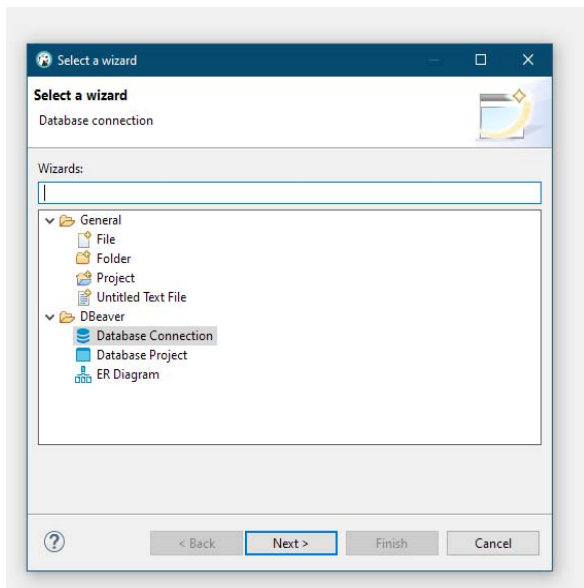 Select a wizard
Select a wizard
Database connection
Wizards:
General
File
Folder
Project
Untitled Text File
DBeaver
Database Connection
Database Project
ER Diagram
?
< Back
Next >
Finish
Cancel